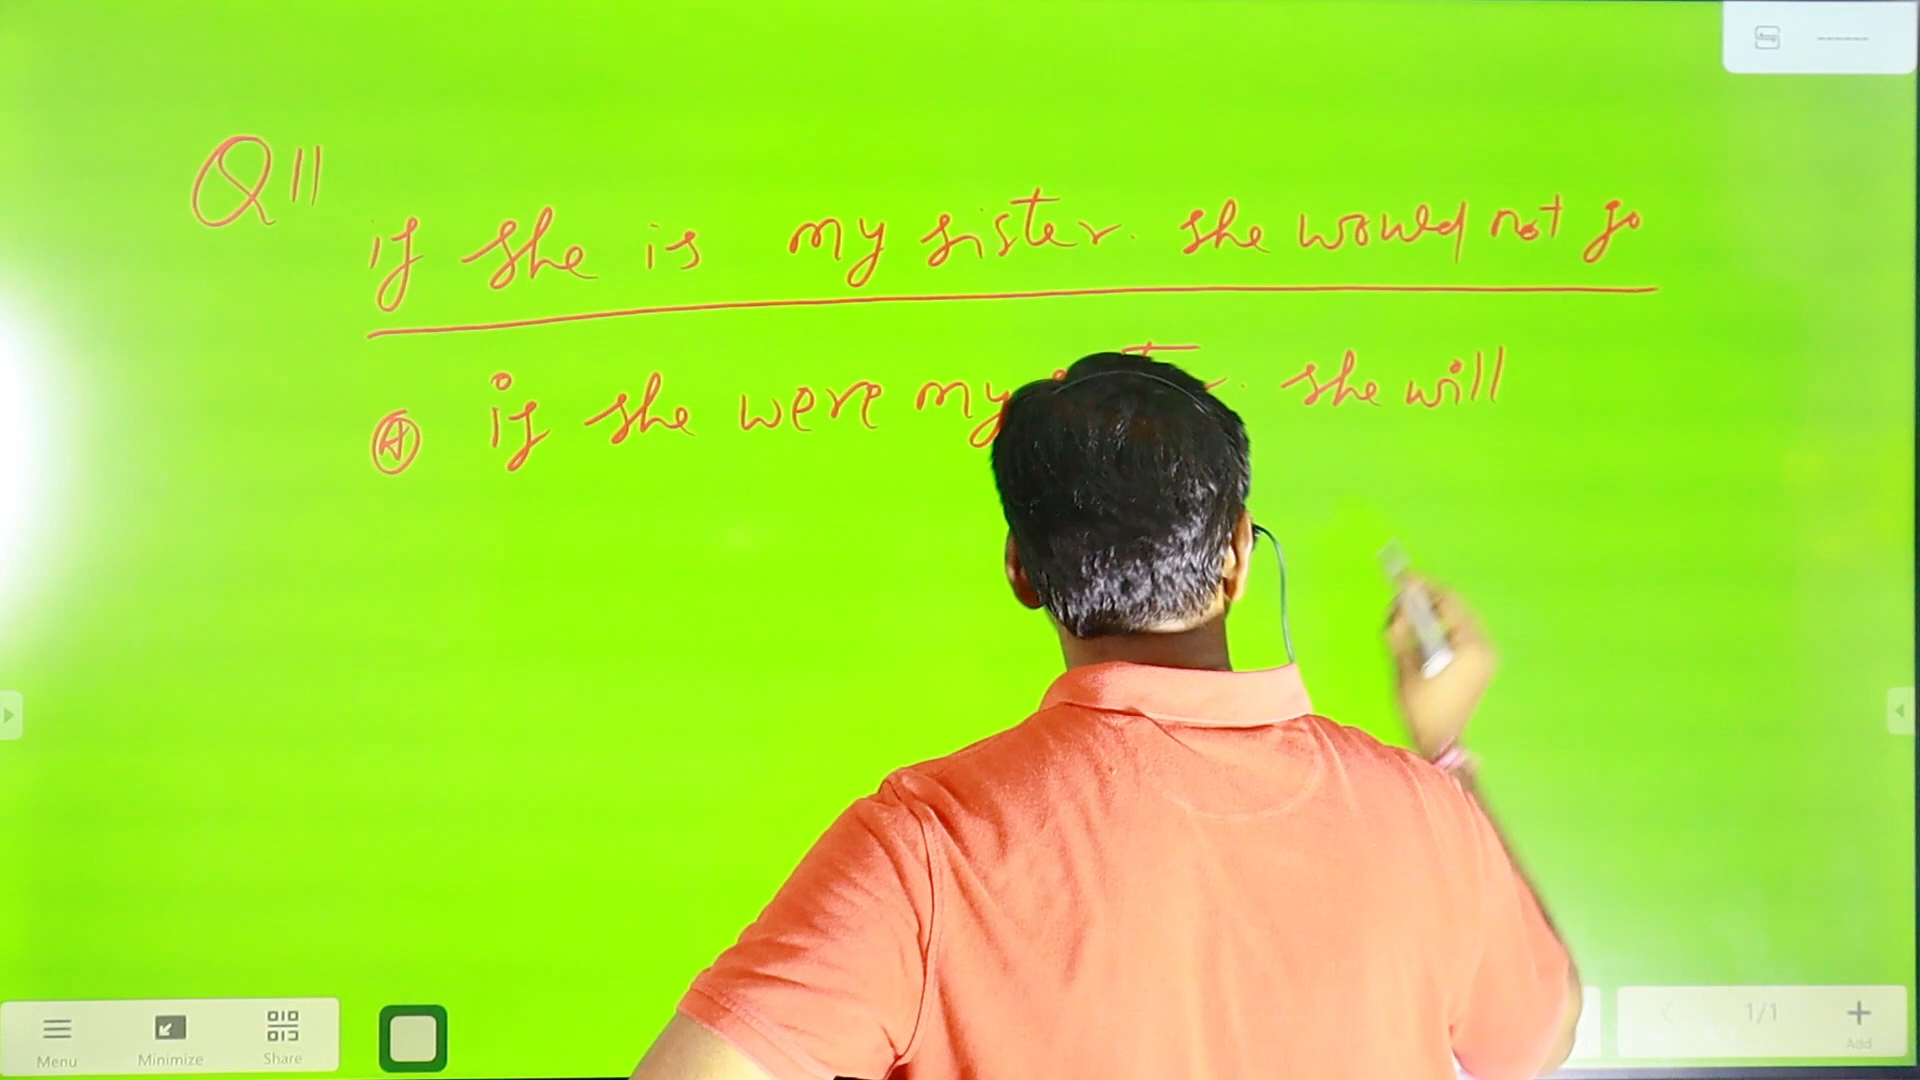 Q11
if she is my sister. she would not go
(A) if she were my . she will
Menu Minimize Share
1/1
Add